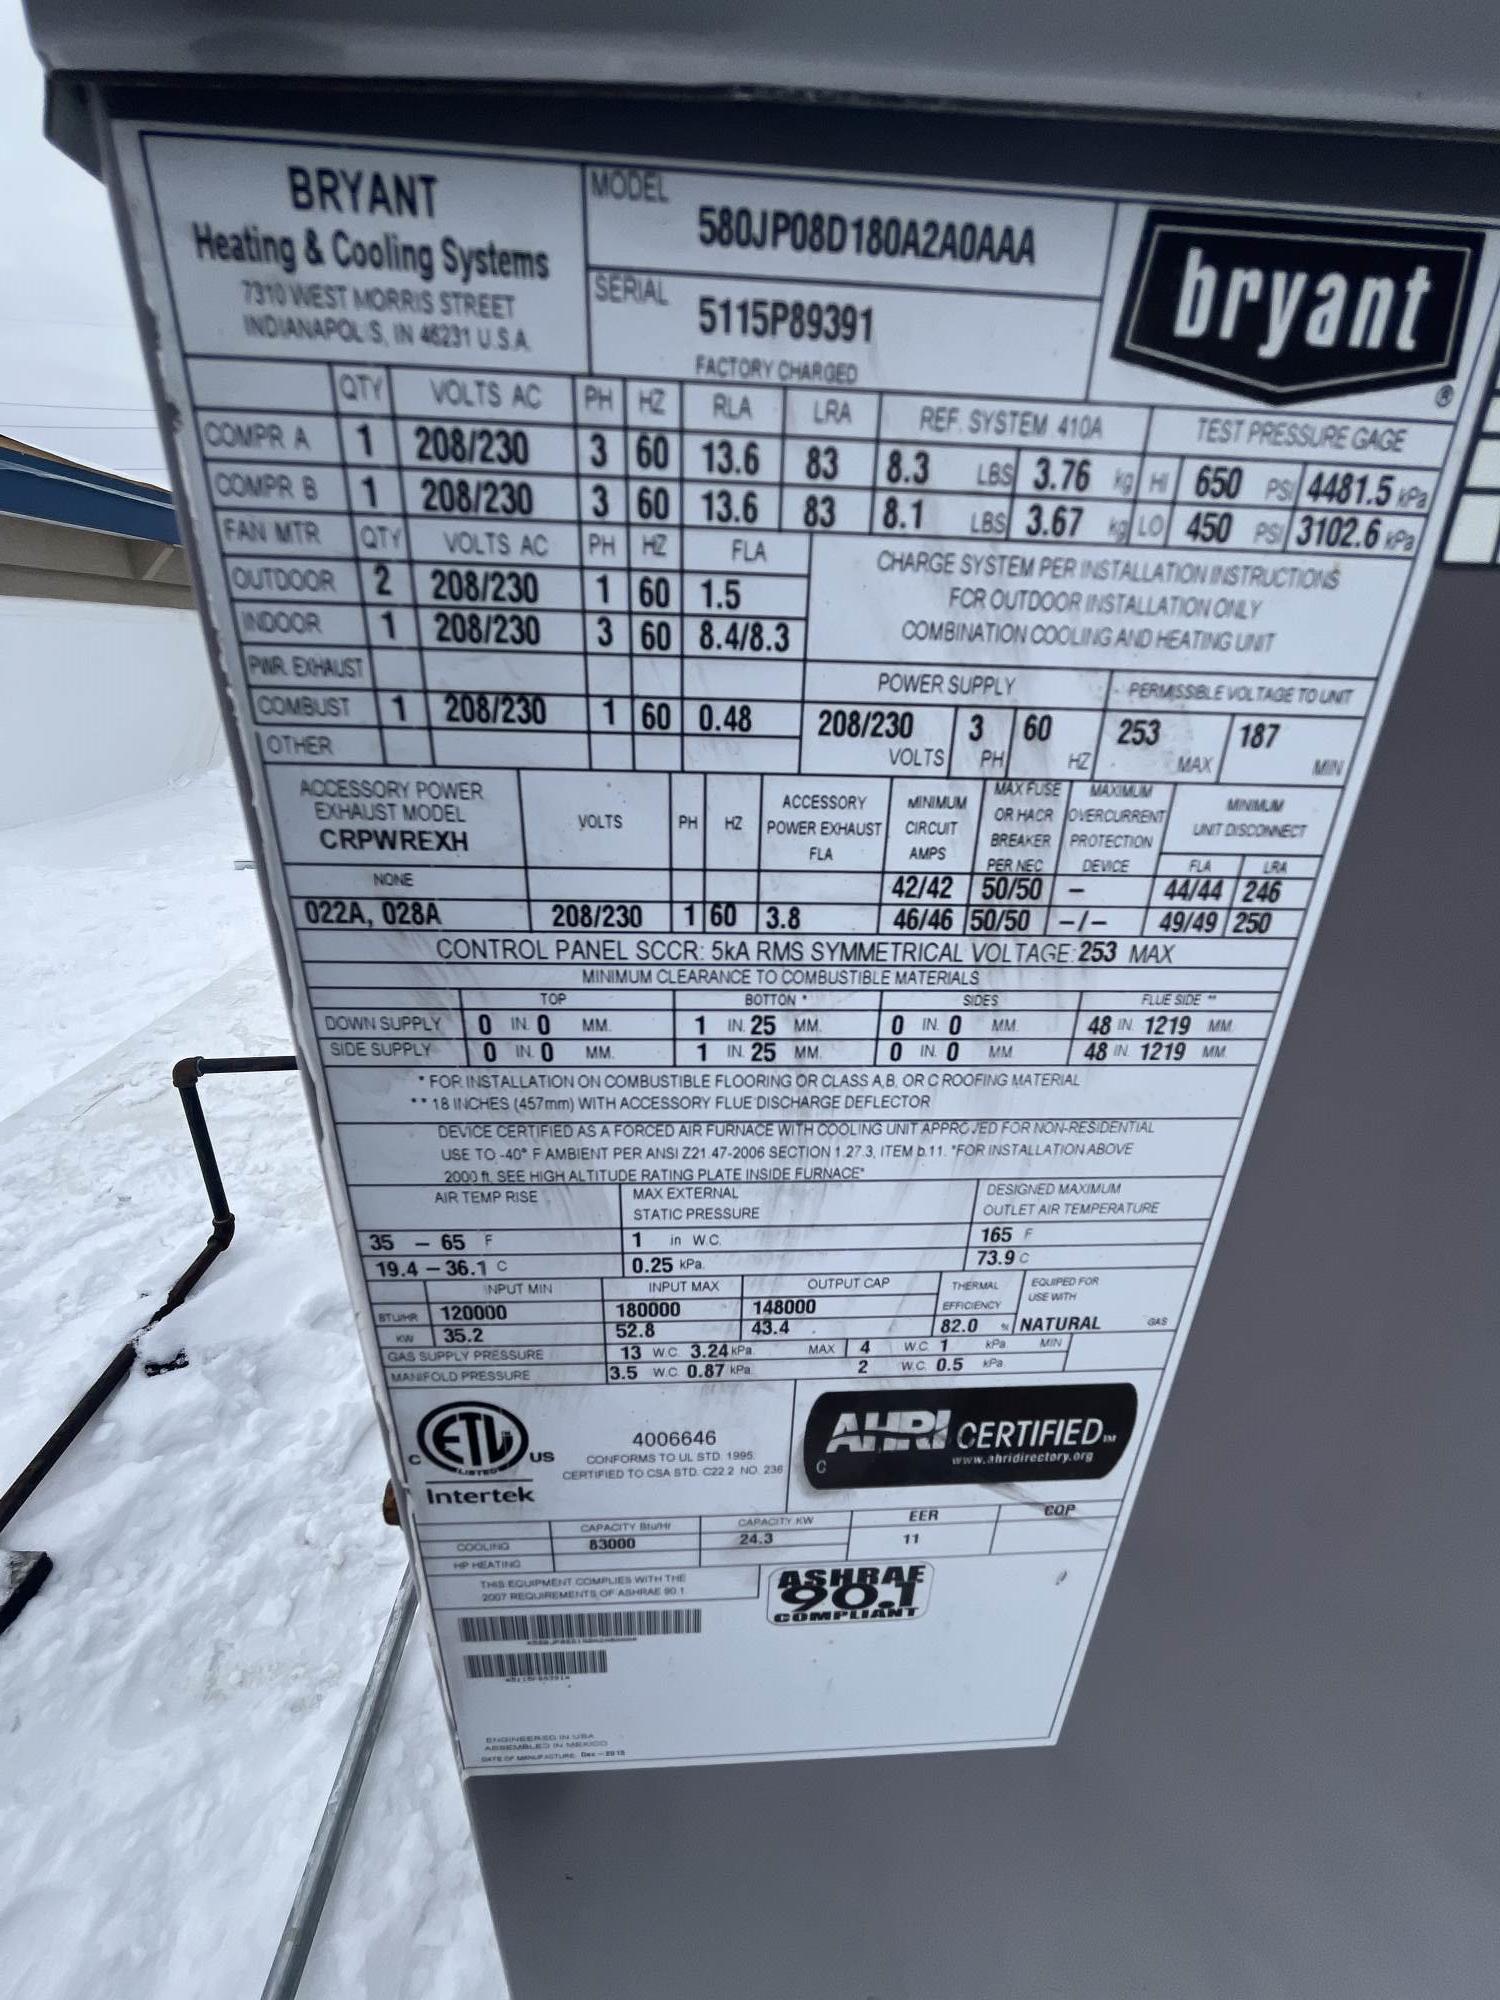 BRYANT
Heating & Cooling Systems
7310 WEST MORRIS STREET
INDIANAPOLIS, IN 46231 U.S.A.
MODEL
580JP08D180A2A0AAA
SERIAL
5115P89391
FACTORY CHARGED
bryant
®
QTY VOLTS AC PH HZ RLA LRA REF. SYSTEM 410A TEST PRESSURE GAGE
COMPR A 1 208/230 3 60 13.6 83 8.3 LBS 3.76 kg HI 650 PSI 4481.5 kPa
COMPR B 1 208/230 3 60 13.6 83 8.1 LBS 3.67 kg LO 450 PSI 3102.6 kPa
FAN MTR QTY VOLTS AC PH HZ FLA
OUTDOOR 2 208/230 1 60 1.5
INDOOR 1 208/230 3 60 8.4/8.3
PWR. EXHAUST
COMBUST 1 208/230 1 60 0.48
OTHER
CHARGE SYSTEM PER INSTALLATION INSTRUCTIONS
FOR OUTDOOR INSTALLATION ONLY
COMBINATION COOLING AND HEATING UNIT
POWER SUPPLY PERMISSIBLE VOLTAGE TO UNIT
208/230 3 60 253 187
VOLTS PH HZ MAX MIN
ACCESSORY POWER
EXHAUST MODEL
CRPWREXH
VOLTS PH HZ
ACCESSORY
POWER EXHAUST
FLA
MINIMUM
CIRCUIT
AMPS
MAX FUSE
OR HACR
BREAKER
PER NEC
MAXIMUM
OVERCURRENT
PROTECTION
DEVICE
MINIMUM
UNIT DISCONNECT
FLA LRA
NONE 42/42 50/50 – 44/44 246
022A, 028A 208/230 1 60 3.8 46/46 50/50 –/– 49/49 250
CONTROL PANEL SCCR: 5kA RMS SYMMETRICAL VOLTAGE: 253 MAX
MINIMUM CLEARANCE TO COMBUSTIBLE MATERIALS
TOP BOTTON * SIDES FLUE SIDE **
DOWN SUPPLY 0 IN. 0 MM. 1 IN. 25 MM. 0 IN. 0 MM. 48 IN. 1219 MM.
SIDE SUPPLY 0 IN. 0 MM. 1 IN. 25 MM. 0 IN. 0 MM 48 IN. 1219 MM.
* FOR INSTALLATION ON COMBUSTIBLE FLOORING OR CLASS A,B, OR C ROOFING MATERIAL
** 18 INCHES (457mm) WITH ACCESSORY FLUE DISCHARGE DEFLECTOR
DEVICE CERTIFIED AS A FORCED AIR FURNACE WITH COOLING UNIT APPROVED FOR NON-RESIDENTIAL
USE TO -40° F AMBIENT PER ANSI Z21.47-2006 SECTION 1.27.3, ITEM b.11. "FOR INSTALLATION ABOVE
2000 ft. SEE HIGH ALTITUDE RATING PLATE INSIDE FURNACE"
AIR TEMP RISE
35 – 65 F
19.4 – 36.1 C
MAX EXTERNAL
STATIC PRESSURE
1 in W.C.
0.25 kPa.
DESIGNED MAXIMUM
OUTLET AIR TEMPERATURE
165 F
73.9 C
INPUT MIN INPUT MAX OUTPUT CAP
BTU/HR 120000 180000 148000
KW 35.2 52.8 43.4
THERMAL
EFFICIENCY
82.0 %
EQUIPED FOR
USE WITH
NATURAL GAS
GAS SUPPLY PRESSURE 13 W.C. 3.24 kPa. MAX 4 W.C. 1 kPa MIN
MANIFOLD PRESSURE 3.5 W.C. 0.87 kPa 2 W.C. 0.5 kPa.
C ETL US
LISTED
Intertek
4006646
CONFORMS TO UL STD. 1995.
CERTIFIED TO CSA STD. C22.2 NO. 236
AHRI CERTIFIED™
www.ahridirectory.org
C
CAPACITY Btu/Hr CAPACITY KW EER COP
COOLING 83000 24.3 11
HP HEATING
THIS EQUIPMENT COMPLIES WITH THE
2007 REQUIREMENTS OF ASHRAE 90.1.
ASHRAE
90.1
COMPLIANT
ENGINEERED IN USA
ASSEMBLED IN MEXICO
DATE OF MANUFACTURE: Dec – 2015